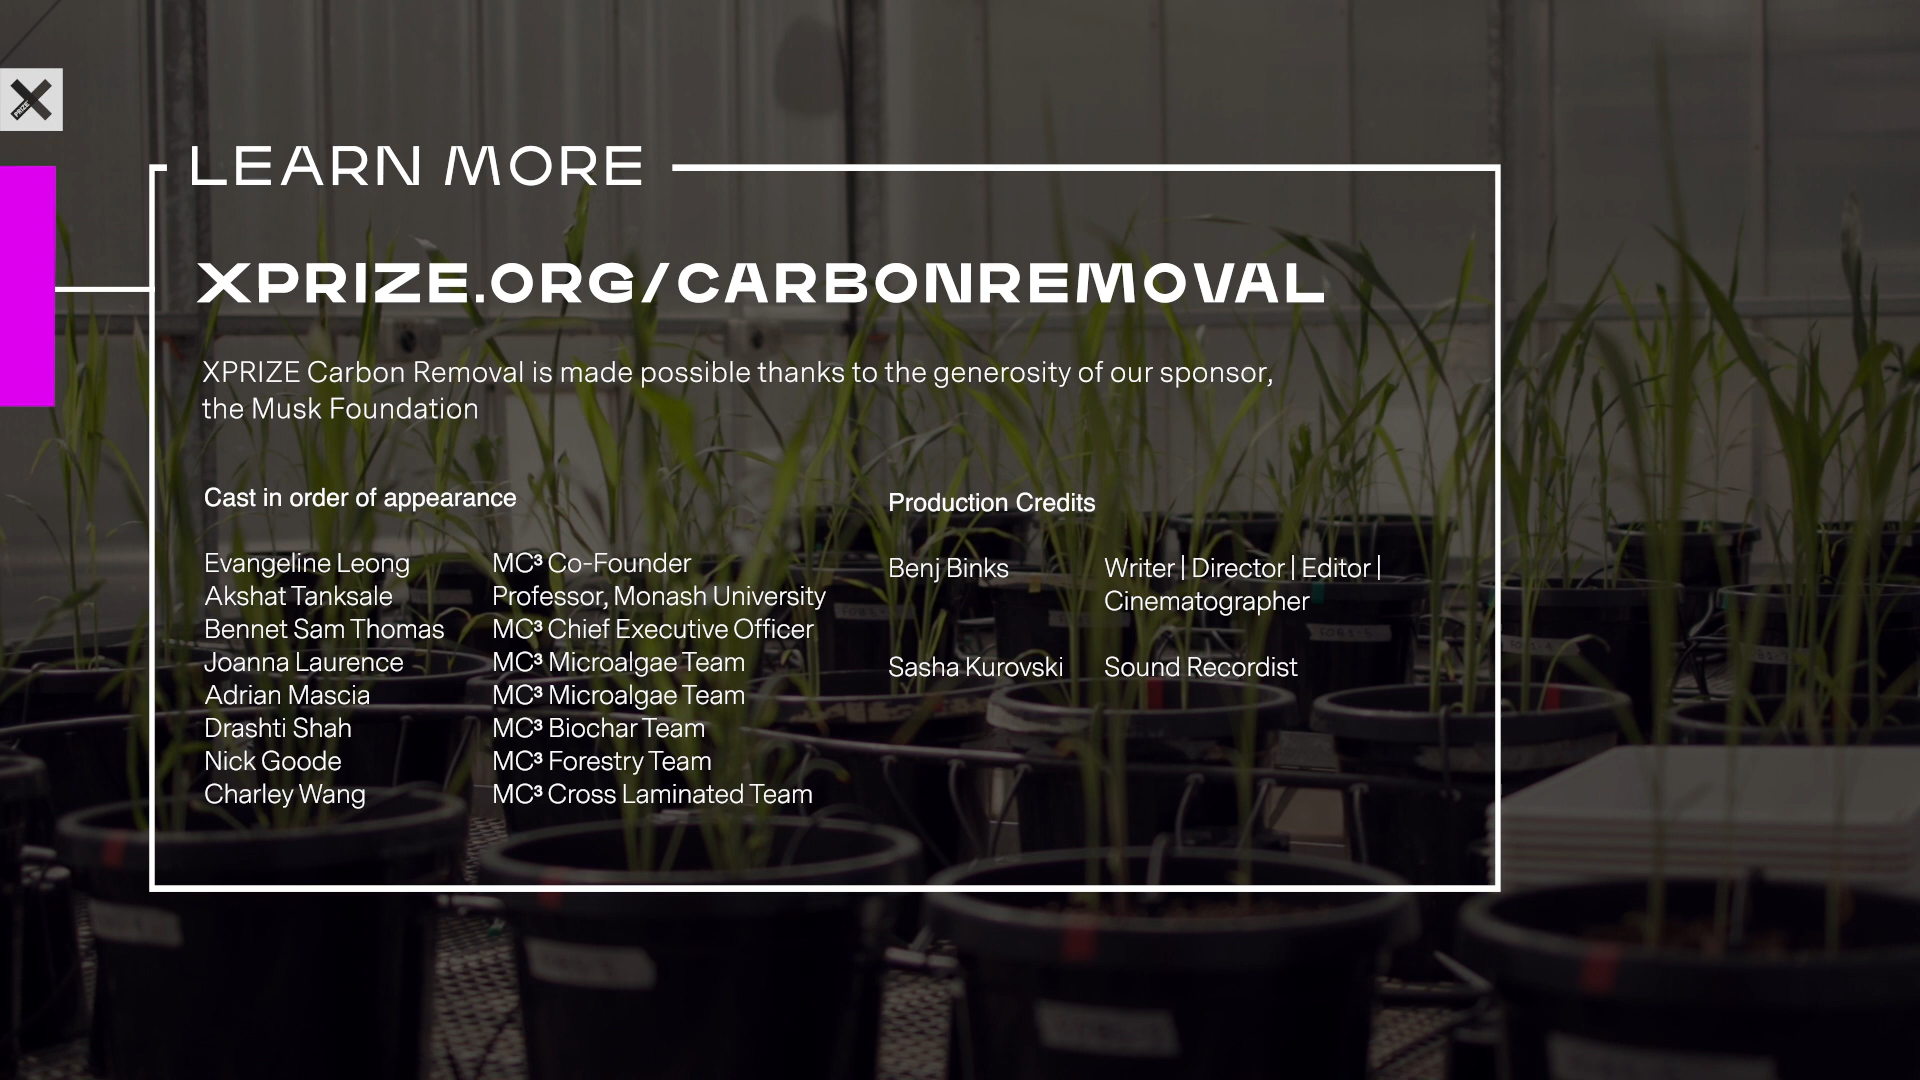 PRIZE
LEARN MORE
XPRIZE.ORG/CARBONREMOVAL
XPRIZE Carbon Removal is made possible thanks to the generosity of our sponsor,
the Musk Foundation
Cast in order of appearance
Evangeline Leong MC³ Co-Founder
Akshat Tanksale Professor, Monash University
Bennet Sam Thomas MC³ Chief Executive Officer
Joanna Laurence MC³ Microalgae Team
Adrian Mascia MC³ Microalgae Team
Drashti Shah MC³ Biochar Team
Nick Goode MC³ Forestry Team
Charley Wang MC³ Cross Laminated Team
Production Credits
Benj Binks Writer | Director | Editor |
Cinematographer
Sasha Kurovski Sound Recordist